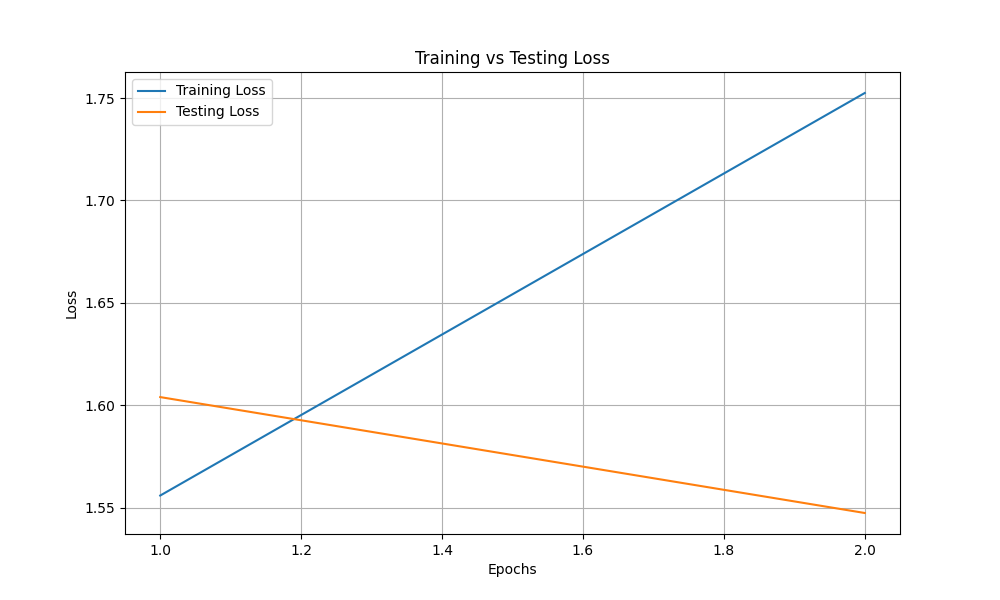 Training vs Testing Loss
Training Loss
Testing Loss
1.75
1.70
1.65
1.60
1.55
Loss
1.0 1.2 1.4 1.6 1.8 2.0
Epochs